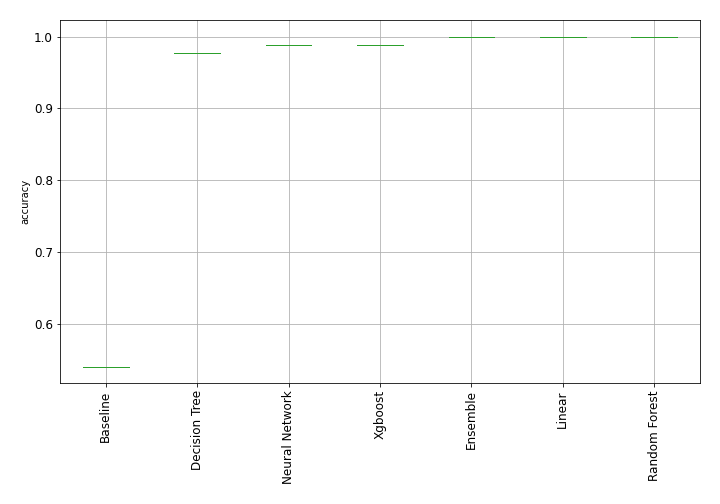 1.0
0.9
0.8
0.7
0.6
accuracy
Baseline
Decision Tree
Neural Network
Xgboost
Ensemble
Linear
Random Forest